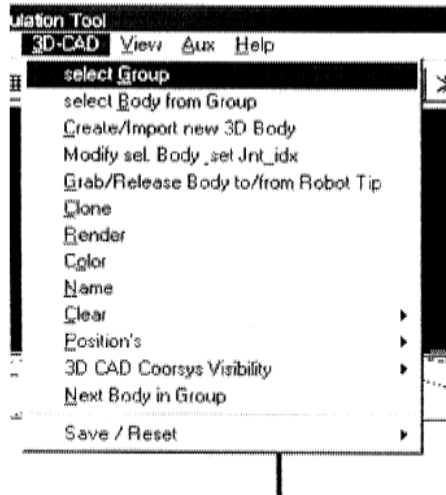 ulation Tool
3D-CAD View Aux Help
select Group
select Body from Group
Create/Import new 3D Body
Modify sel. Body _set Jnt_idx
Grab/Release Body to/from Robot Tip
Clone
Render
Color
Name
Clear
Position's
3D CAD Coorsys Visibility
Next Body in Group
Save / Reset